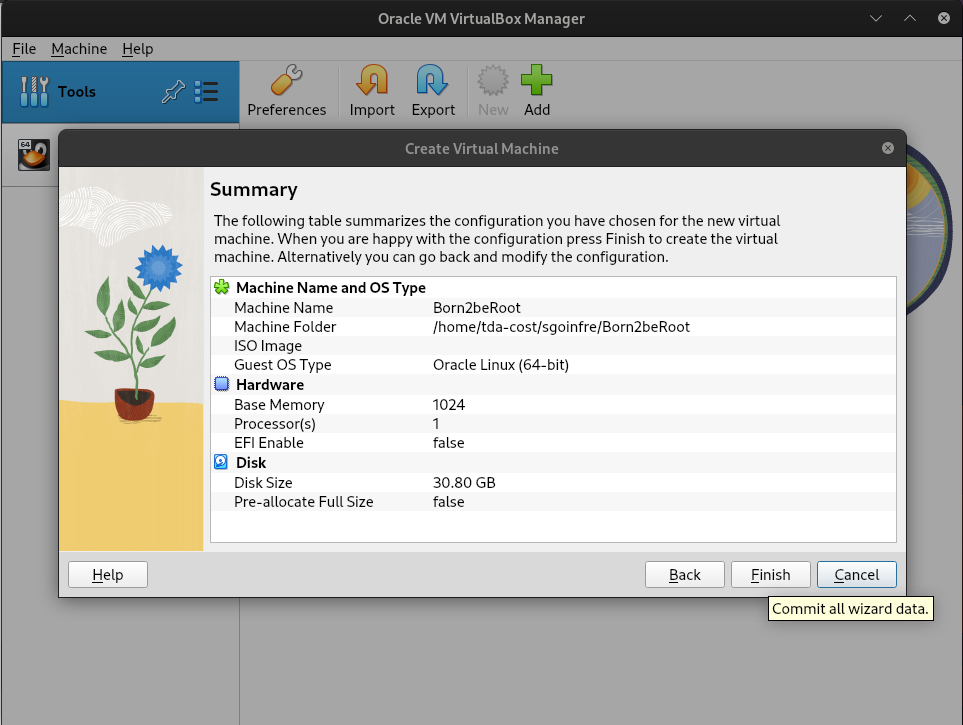 Oracle VM VirtualBox Manager
File Machine Help
Tools
Preferences
Import
Export
New
Add
64
Create Virtual Machine
Summary
The following table summarizes the configuration you have chosen for the new virtual
machine. When you are happy with the configuration press Finish to create the virtual
machine. Alternatively you can go back and modify the configuration.
Machine Name and OS Type
Machine Name Born2beRoot
Machine Folder /home/tda-cost/sgoinfre/Born2beRoot
ISO Image
Guest OS Type Oracle Linux (64-bit)
Hardware
Base Memory 1024
Processor(s) 1
EFI Enable false
Disk
Disk Size 30.80 GB
Pre-allocate Full Size false
Help
Back
Finish
Cancel
Commit all wizard data.